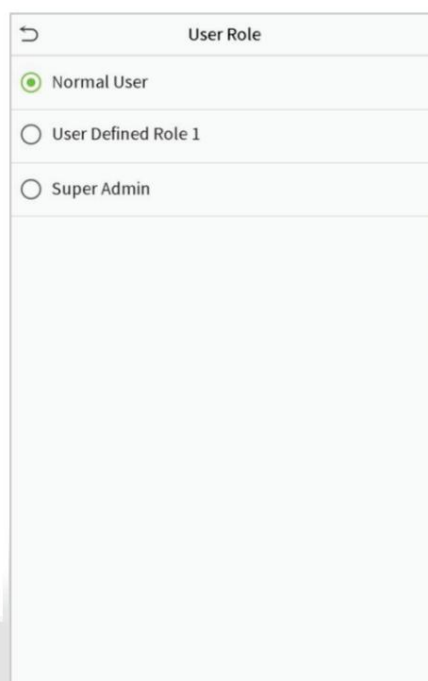 User Role
Normal User
User Defined Role 1
Super Admin